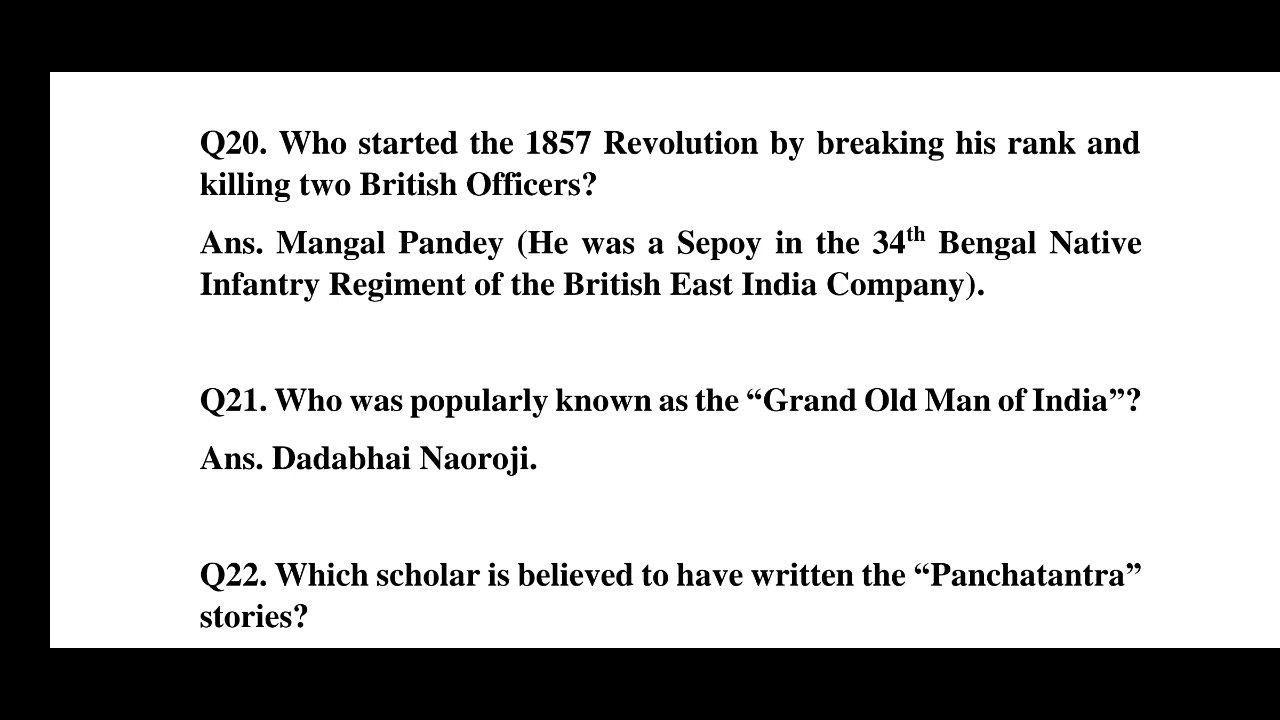 Q20. Who started the 1857 Revolution by breaking his rank and
killing two British Officers?
Ans. Mangal Pandey (He was a Sepoy in the 34th Bengal Native
Infantry Regiment of the British East India Company).
Q21. Who was popularly known as the “Grand Old Man of India”?
Ans. Dadabhai Naoroji.
Q22. Which scholar is believed to have written the “Panchatantra”
stories?